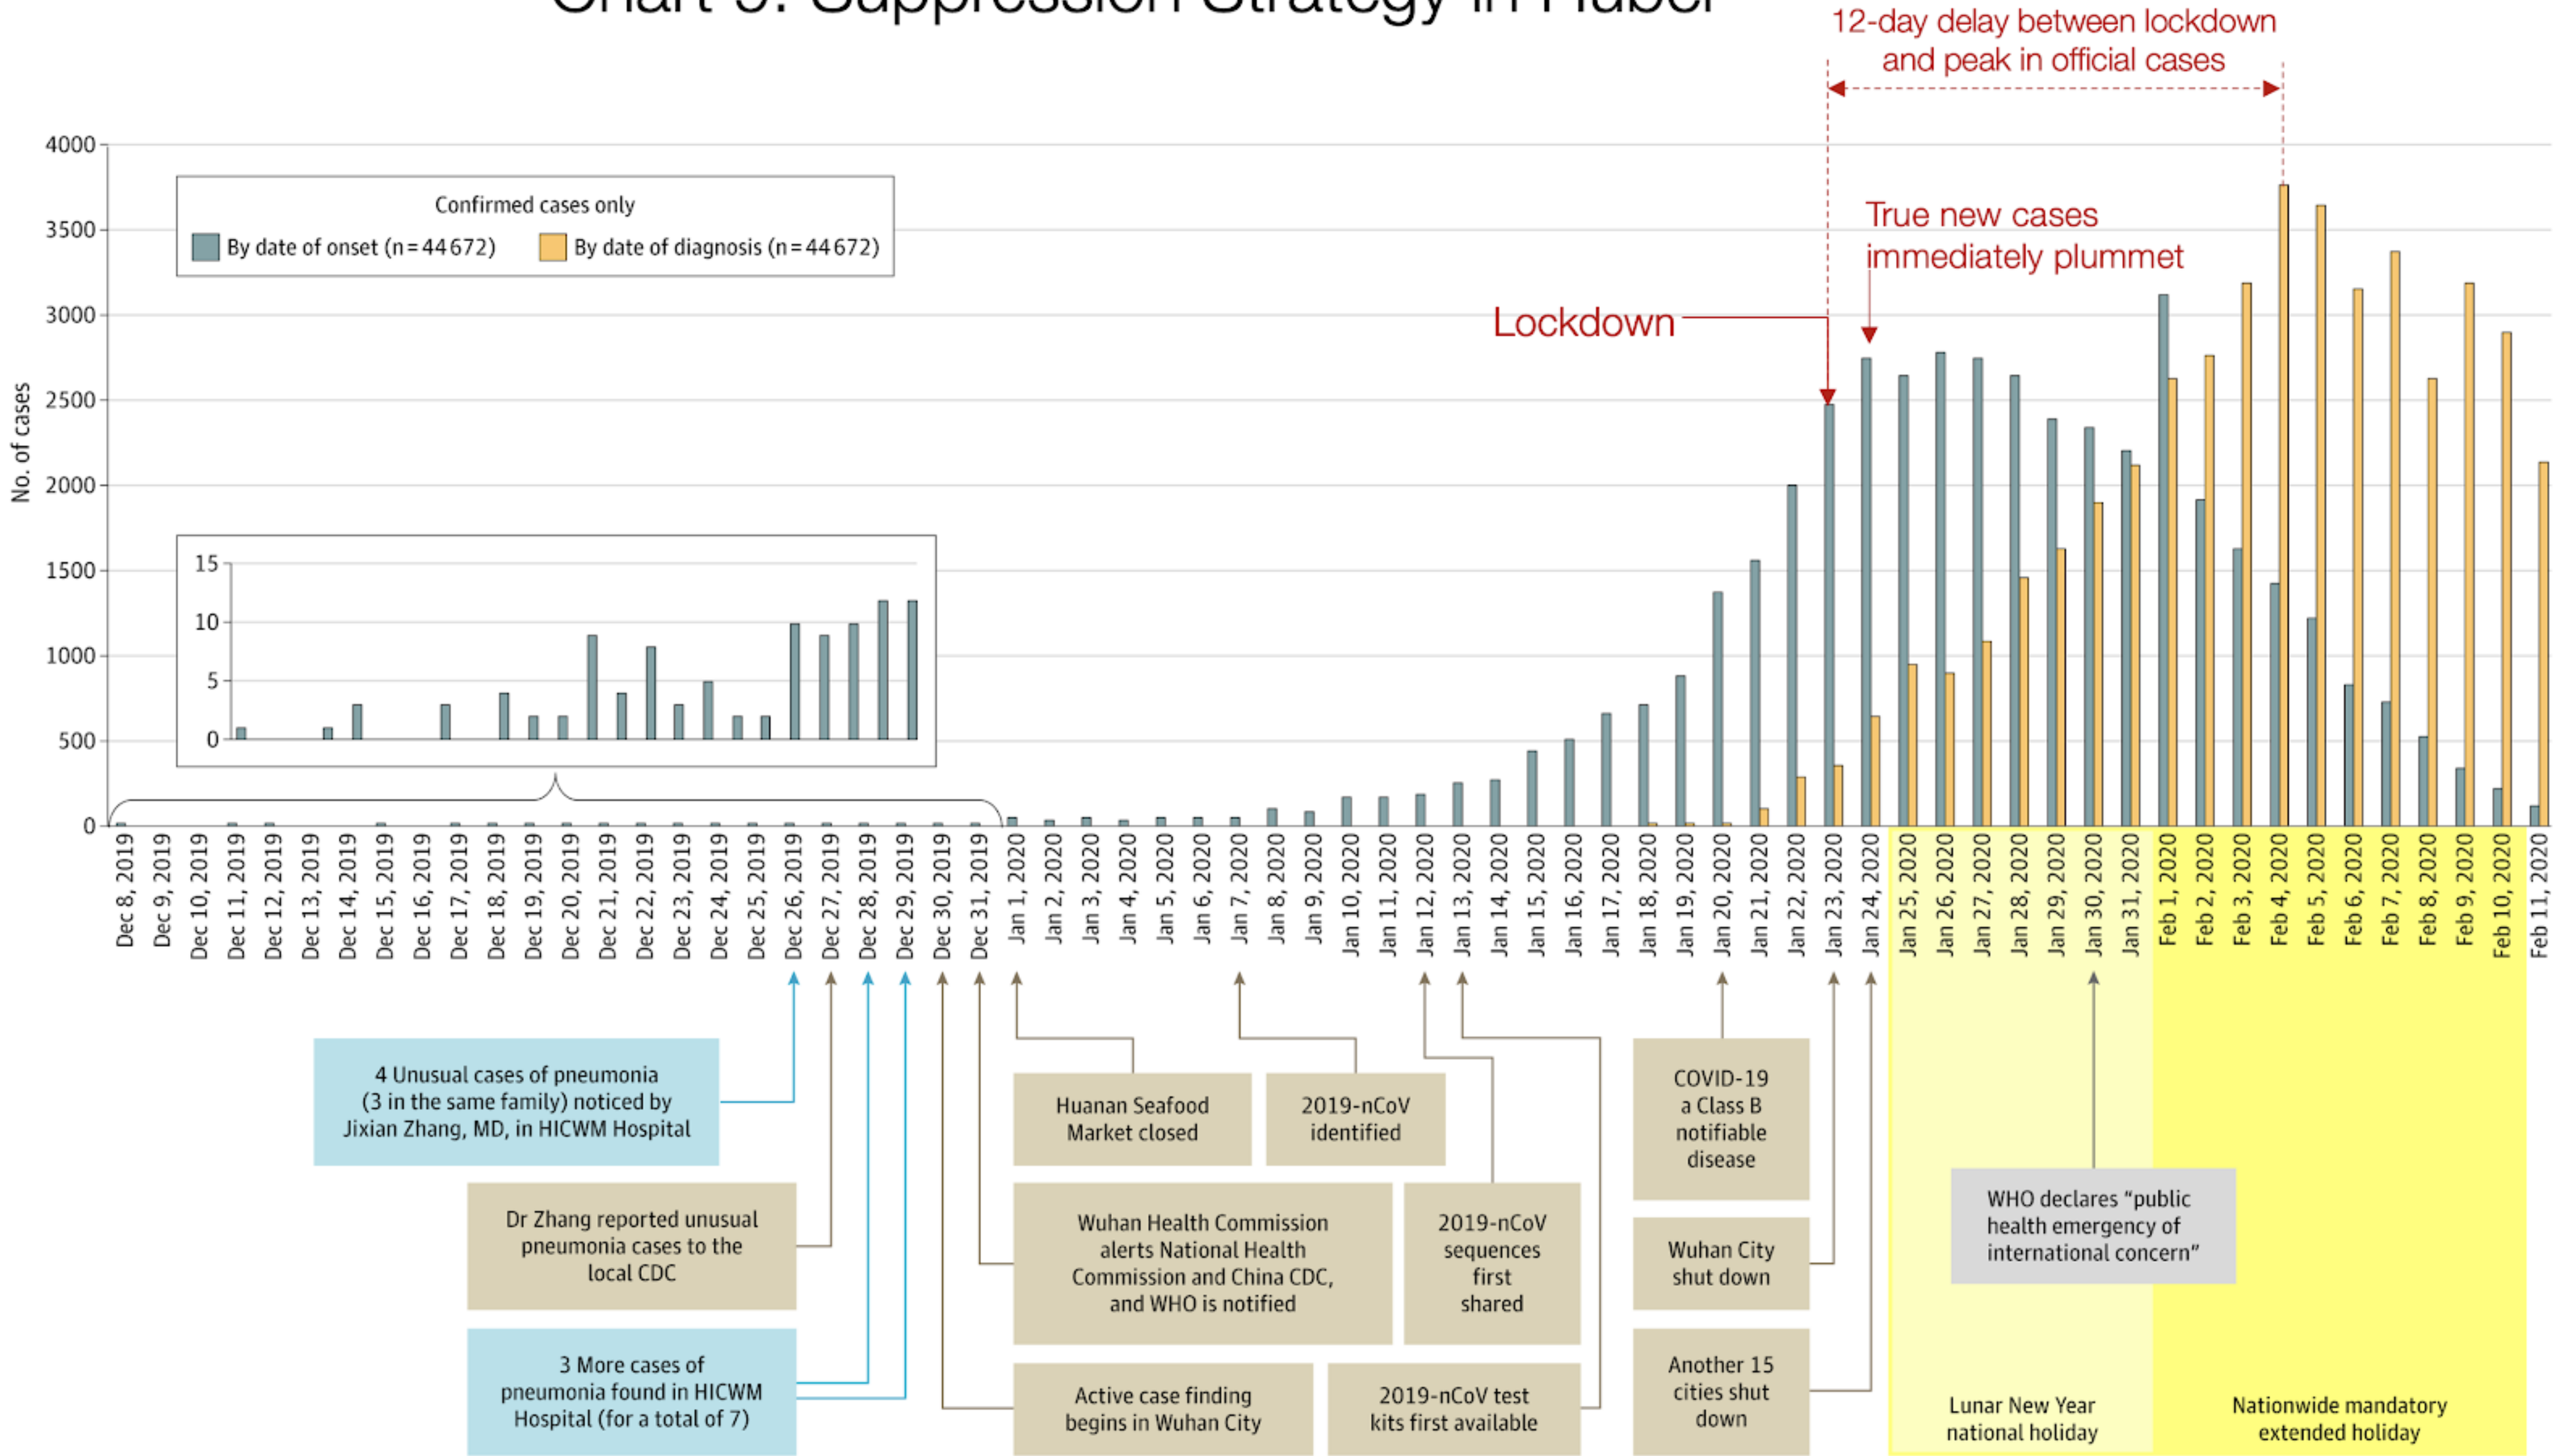 Chart 9: Suppression Strategy in Hubei
12-day delay between lockdown
and peak in official cases
True new cases
immediately plummet
Lockdown
No. of cases
4000
3500
3000
2500
2000
1500
1000
500
0
Confirmed cases only
By date of onset (n=44672)
By date of diagnosis (n=44672)
15
10
5
0
Dec 8, 2019
Dec 9, 2019
Dec 10, 2019
Dec 11, 2019
Dec 12, 2019
Dec 13, 2019
Dec 14, 2019
Dec 15, 2019
Dec 16, 2019
Dec 17, 2019
Dec 18, 2019
Dec 19, 2019
Dec 20, 2019
Dec 21, 2019
Dec 22, 2019
Dec 23, 2019
Dec 24, 2019
Dec 25, 2019
Dec 26, 2019
Dec 27, 2019
Dec 28, 2019
Dec 29, 2019
Dec 30, 2019
Dec 31, 2019
Jan 1, 2020
Jan 2, 2020
Jan 3, 2020
Jan 4, 2020
Jan 5, 2020
Jan 6, 2020
Jan 7, 2020
Jan 8, 2020
Jan 9, 2020
Jan 10, 2020
Jan 11, 2020
Jan 12, 2020
Jan 13, 2020
Jan 14, 2020
Jan 15, 2020
Jan 16, 2020
Jan 17, 2020
Jan 18, 2020
Jan 19, 2020
Jan 20, 2020
Jan 21, 2020
Jan 22, 2020
Jan 23, 2020
Jan 24, 2020
Jan 25, 2020
Jan 26, 2020
Jan 27, 2020
Jan 28, 2020
Jan 29, 2020
Jan 30, 2020
Jan 31, 2020
Feb 1, 2020
Feb 2, 2020
Feb 3, 2020
Feb 4, 2020
Feb 5, 2020
Feb 6, 2020
Feb 7, 2020
Feb 8, 2020
Feb 9, 2020
Feb 10, 2020
Feb 11, 2020
4 Unusual cases of pneumonia
(3 in the same family) noticed by
Jixian Zhang, MD, in HICWM Hospital
Dr Zhang reported unusual
pneumonia cases to the
local CDC
3 More cases of
pneumonia found in HICWM
Hospital (for a total of 7)
Huanan Seafood
Market closed
2019-nCoV
identified
Wuhan Health Commission
alerts National Health
Commission and China CDC,
and WHO is notified
2019-nCoV
sequences
first
shared
Active case finding
begins in Wuhan City
2019-nCoV test
kits first available
COVID-19
a Class B
notifiable
disease
Wuhan City
shut down
Another 15
cities shut
down
WHO declares “public
health emergency of
international concern”
Lunar New Year
national holiday
Nationwide mandatory
extended holiday